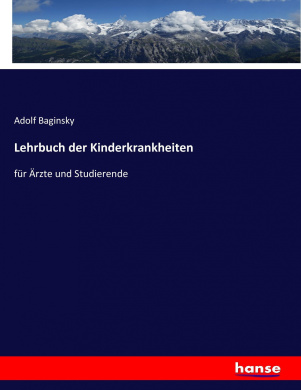 Adolf Baginsky
Lehrbuch der Kinderkrankheiten
für Ärzte und Studierende
hanse